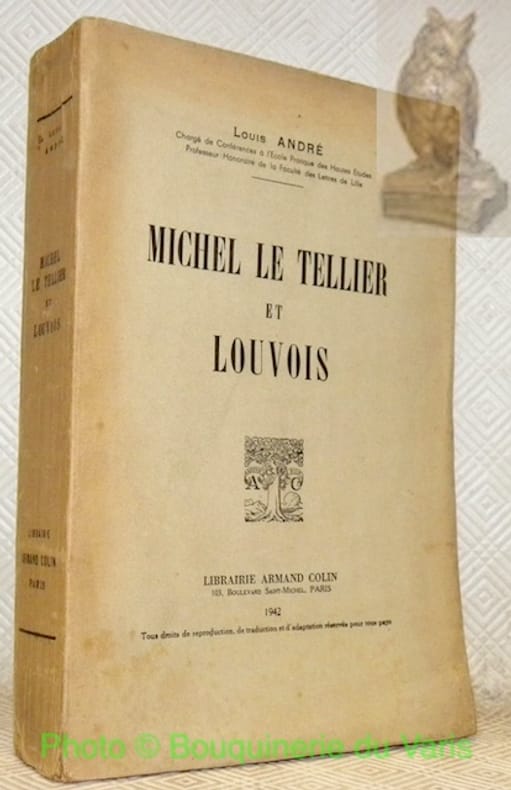 Louis ANDRÉ
Chargé de Conférences à l'École Pratique des Hautes Études
Professeur Honoraire de la Faculté des Lettres de Lille
MICHEL LE TELLIER
ET
LOUVOIS
A C
LIBRAIRIE ARMAND COLIN
103, BOULEVARD SAINT-MICHEL, PARIS
1942
Tous droits de reproduction, de traduction et d'adaptation réservés pour tous pays
MICHEL
LE TELLIER
ET
LOUVOIS
LIBRAIRIE
ARMAND COLIN
PARIS
Photo © Bouquinerie du Varis